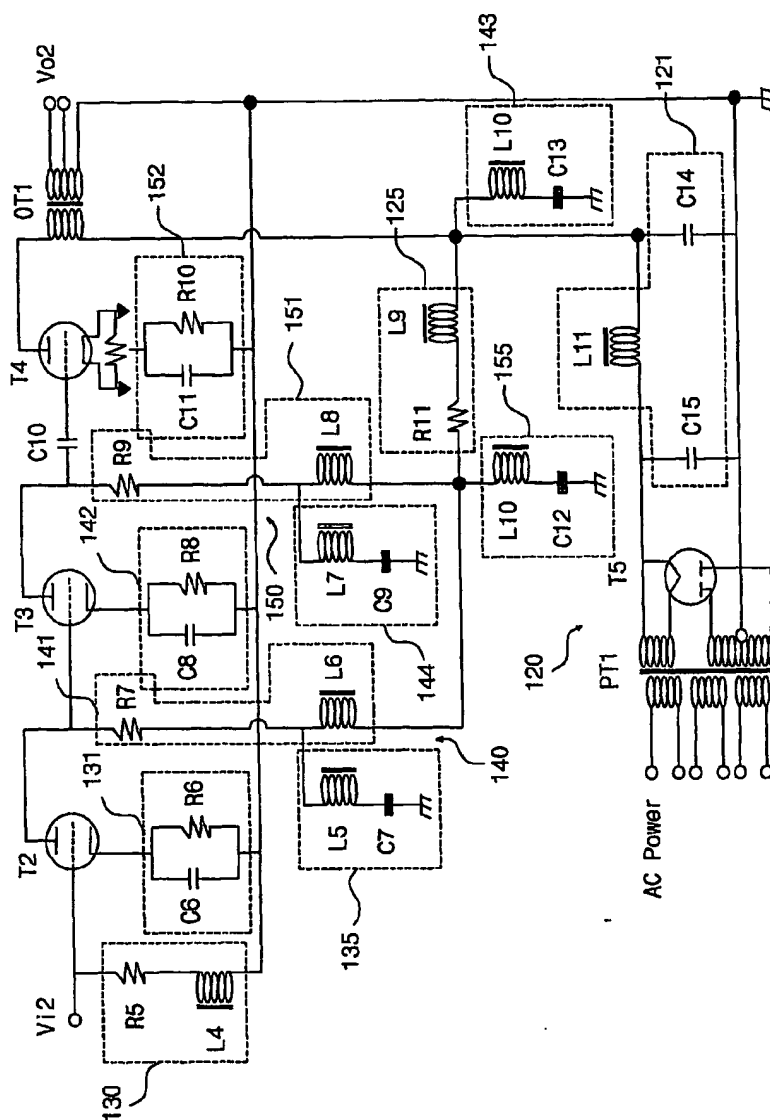 Vi2
130
R5
L4
T2
131
C6
R6
135
L5
C7
140
141
R7
L6
T3
142
C8
R8
150
144
L7
C9
C10
R9
L8
151
T4
152
C11
R10
OT1
Vo2
125
R11
L9
155
L10
C12
143
L10
C13
120
AC Power
PT1
T5
C15
L11
C14
121